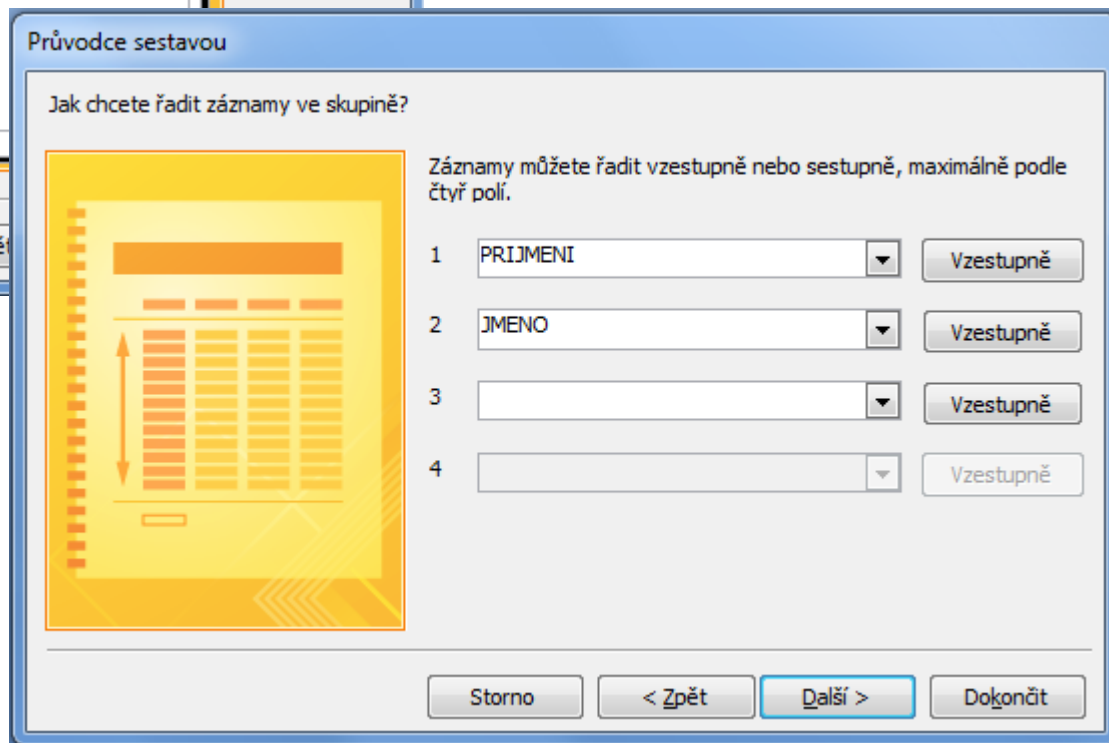 Průvodce sestavou
Jak chcete řadit záznamy ve skupině?
Záznamy můžete řadit vzestupně nebo sestupně, maximálně podle
čtyř polí.
1 PRIJMENI Vzestupně
2 JMENO Vzestupně
3 Vzestupně
4 Vzestupně
Storno < Zpět Další > Dokončit